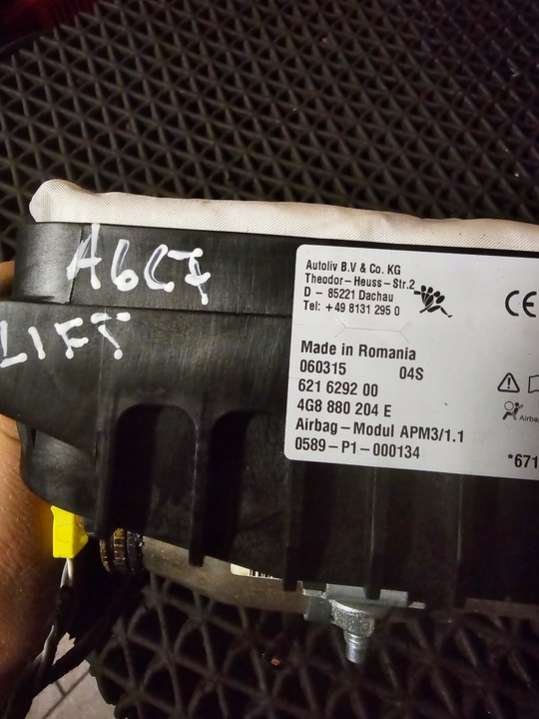 A6C7
LIFT
Autoliv B.V & Co. KG
Theodor-Heuss-Str.2
D - 85221 Dachau
Tel: +49 8131 295 0
CE
Made in Romania
060315 04S
621 6292 00
4G8 880 204 E
Airbag-Modul APM3/1.1
Airba
0589-P1-000134
*671